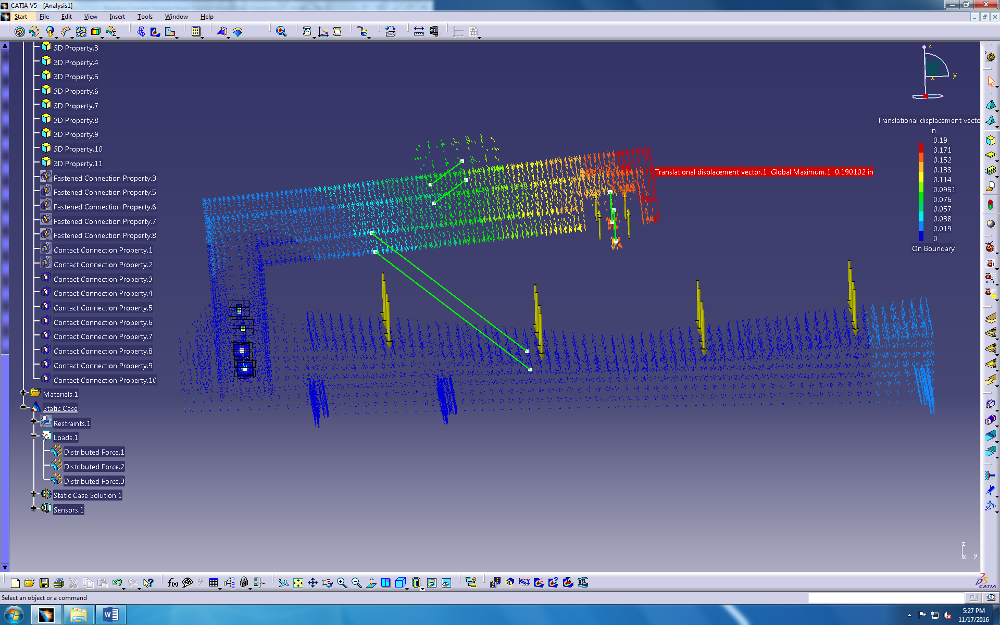 CATIA V5 - [Analysis1]
Start File Edit View Insert Tools Window Help
3D Property.3
3D Property.4
3D Property.5
3D Property.6
3D Property.7
3D Property.8
3D Property.9
3D Property.10
3D Property.11
Fastened Connection Property.3
Fastened Connection Property.5
Fastened Connection Property.6
Fastened Connection Property.7
Fastened Connection Property.8
Contact Connection Property.1
Contact Connection Property.2
Contact Connection Property.3
Contact Connection Property.4
Contact Connection Property.5
Contact Connection Property.6
Contact Connection Property.7
Contact Connection Property.8
Contact Connection Property.9
Contact Connection Property.10
Materials.1
Static Case
Restraints.1
Loads.1
Distributed Force.1
Distributed Force.2
Distributed Force.3
Static Case Solution.1
Sensors.1
Translational displacement vector.1 Global Maximum.1 0.190102 in
z
x
y
Translational displacement vecto
in
0.19
0.171
0.152
0.133
0.114
0.0951
0.076
0.057
0.038
0.019
0
On Boundary
z
x y
f(x)
DS
CATIA
Select an object or a command
W
5:27 PM
11/17/2016